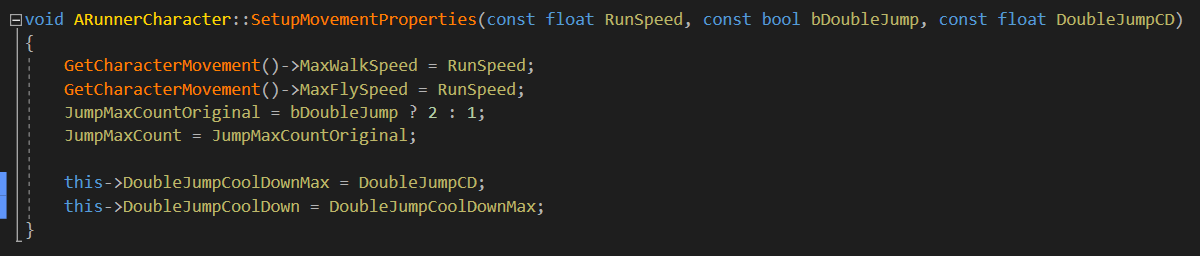 void ARunnerCharacter::SetupMovementProperties(const float RunSpeed, const bool bDoubleJump, const float DoubleJumpCD)
{
GetCharacterMovement()->MaxWalkSpeed = RunSpeed;
GetCharacterMovement()->MaxFlySpeed = RunSpeed;
JumpMaxCountOriginal = bDoubleJump ? 2 : 1;
JumpMaxCount = JumpMaxCountOriginal;
this->DoubleJumpCoolDownMax = DoubleJumpCD;
this->DoubleJumpCoolDown = DoubleJumpCoolDownMax;
}